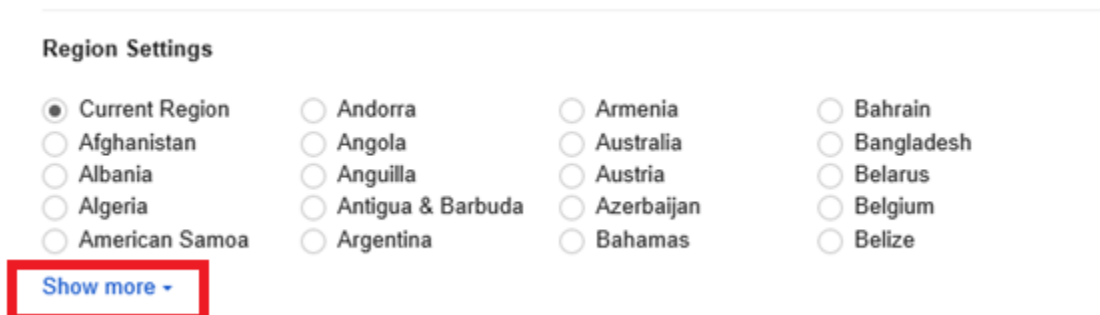 Region Settings
Current Region Andorra Armenia Bahrain
Afghanistan Angola Australia Bangladesh
Albania Anguilla Austria Belarus
Algeria Antigua & Barbuda Azerbaijan Belgium
American Samoa Argentina Bahamas Belize
Show more